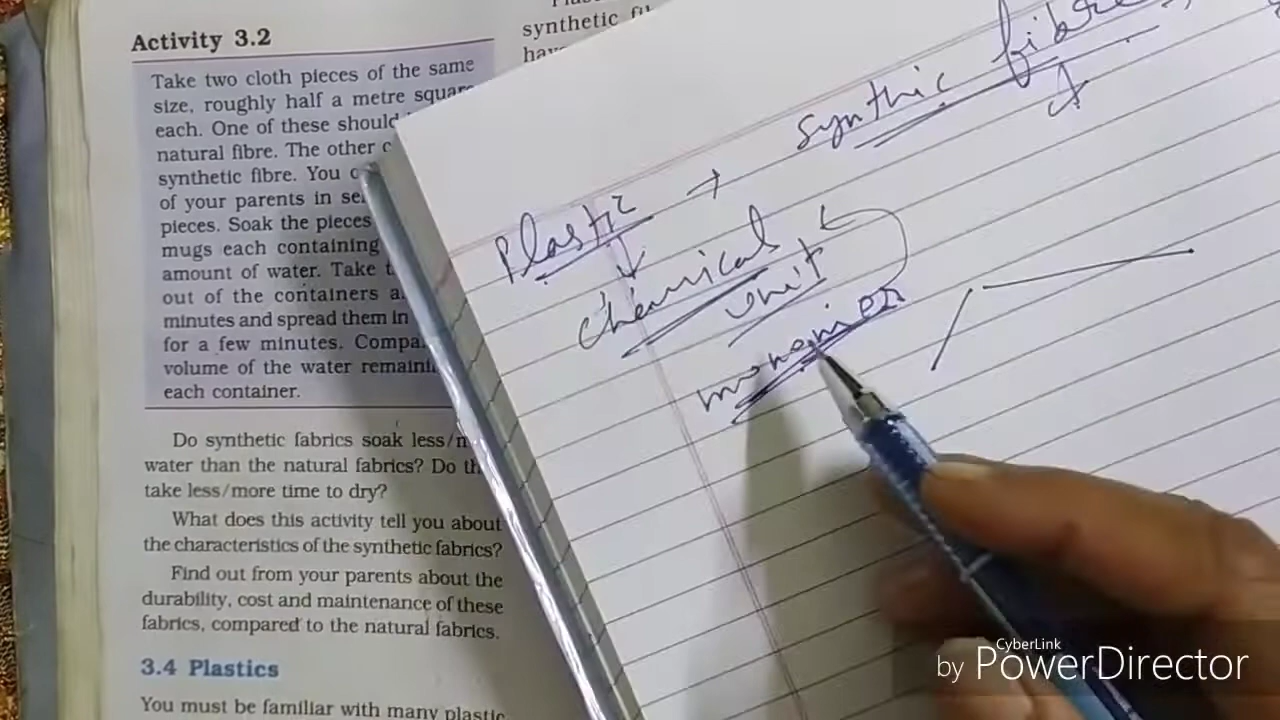 Activity 3.2
Take two cloth pieces of the same
size, roughly half a metre square
each. One of these should
natural fibre. The other
synthetic fibre. You
of your parents in
pieces. Soak the pieces
mugs each containing
amount of water. Take
out of the containers
minutes and spread them in
for a few minutes.
volume of the water
each container.
Do synthetic fabrics soak less/
water than the natural fabrics? Do
take less/more time to dry?
What does this activity tell you about
the characteristics of the synthetic fabrics?
Find out from your parents about the
durability, cost and maintenance of these
fabrics, compared to the natural fabrics.
3.4 Plastics
You must be familiar with many plastic
synthetic
synthic fibre
Plastic →
chemical
unit
monomer
CyberLink
by PowerDirector